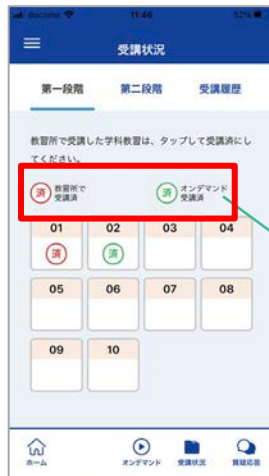 docomo 11:46 82%
受講状況
第一段階 第二段階 受講履歴
教習所で受講した学科教習は、タップして受講済にし
てください。
済 教習所で 済 オンデマンド
受講済 受講済
01 02 03 04
済 済
05 06 07 08
09 10
ホーム オンデマンド 受講状況 質疑応答